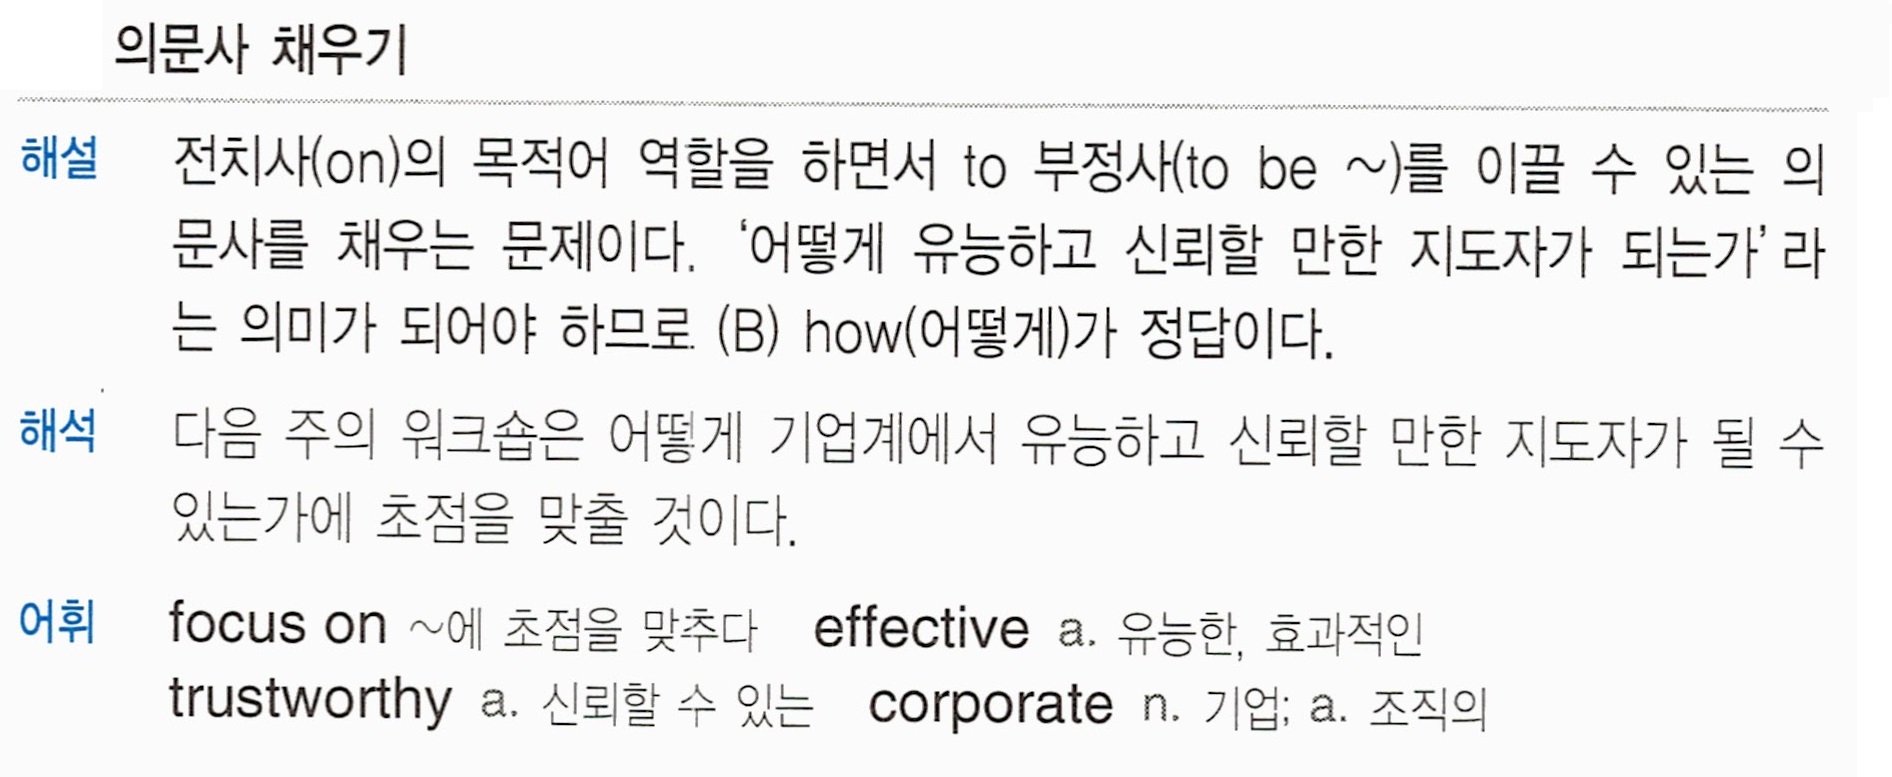 의문사 채우기
해설 전치사(on)의 목적어 역할을 하면서 to 부정사(to be ~)를 이끌 수 있는 의
문사를 채우는 문제이다. ‘어떻게 유능하고 신뢰할 만한 지도자가 되는가’라
는 의미가 되어야 하므로 (B) how(어떻게)가 정답이다.
해석 다음 주의 워크숍은 어떻게 기업계에서 유능하고 신뢰할 만한 지도자가 될 수
있는가에 초점을 맞출 것이다.
어휘 focus on ~에 초점을 맞추다 effective a. 유능한, 효과적인
trustworthy a. 신뢰할 수 있는 corporate n. 기업; a. 조직의